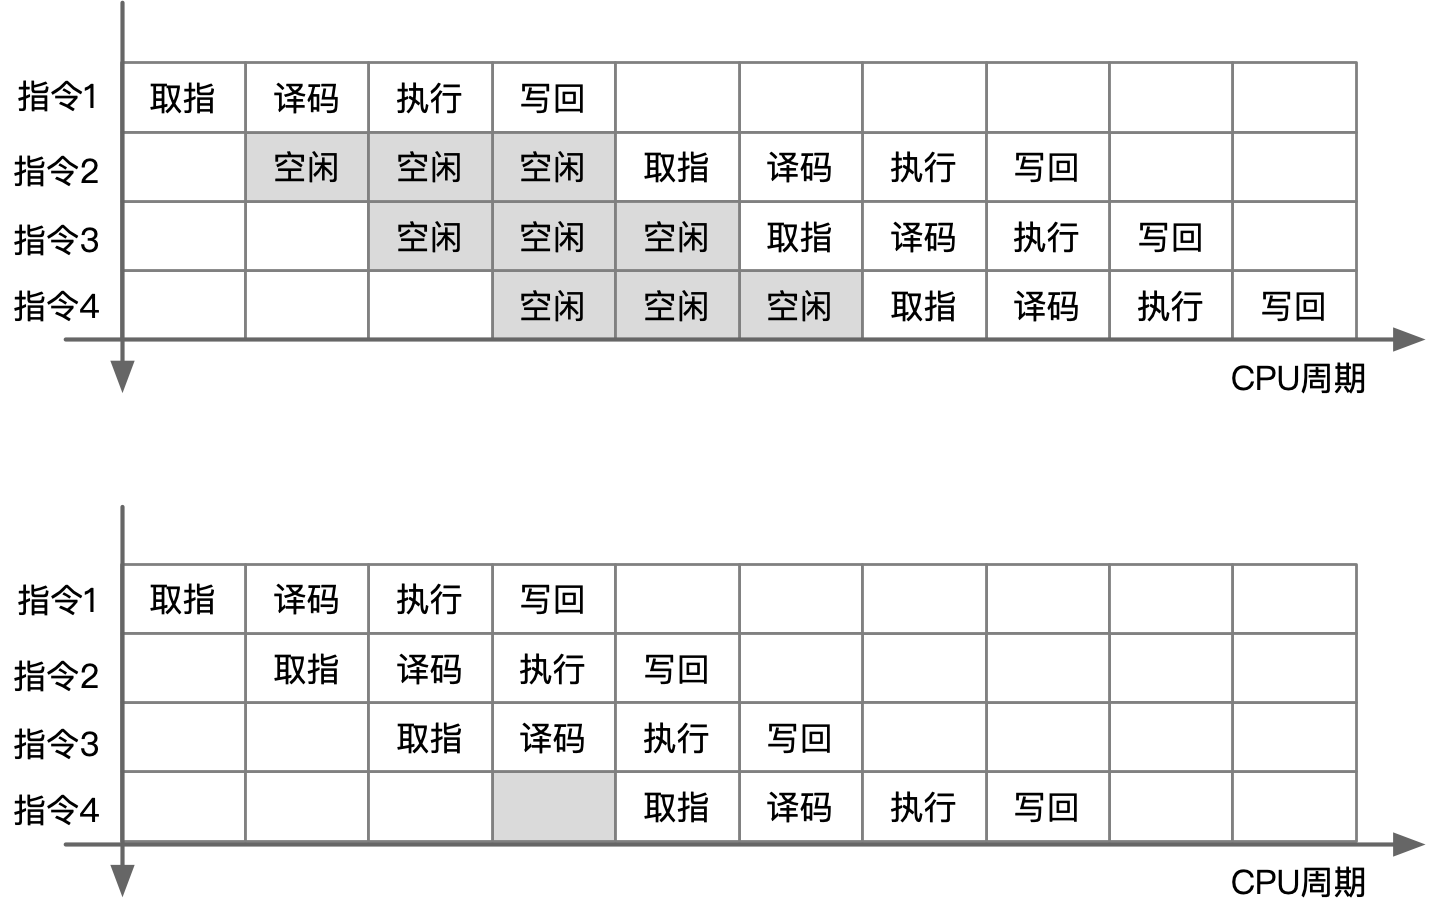 指令1 取指 译码 执行 写回
指令2 空闲 空闲 空闲 取指 译码 执行 写回
指令3 空闲 空闲 空闲 取指 译码 执行 写回
指令4 空闲 空闲 空闲 取指 译码 执行 写回
CPU周期
指令1 取指 译码 执行 写回
指令2 取指 译码 执行 写回
指令3 取指 译码 执行 写回
指令4 取指 译码 执行 写回
CPU周期